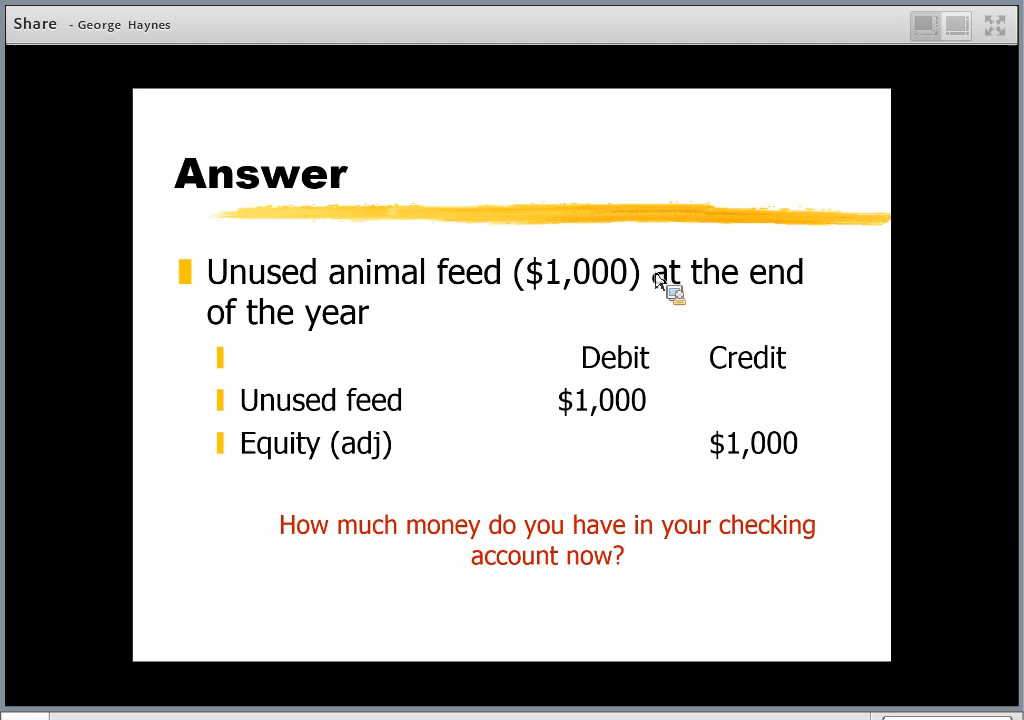 Share - George Haynes
Answer
Unused animal feed ($1,000) at the end
of the year
Debit Credit
Unused feed $1,000
Equity (adj) $1,000
How much money do you have in your checking
account now?